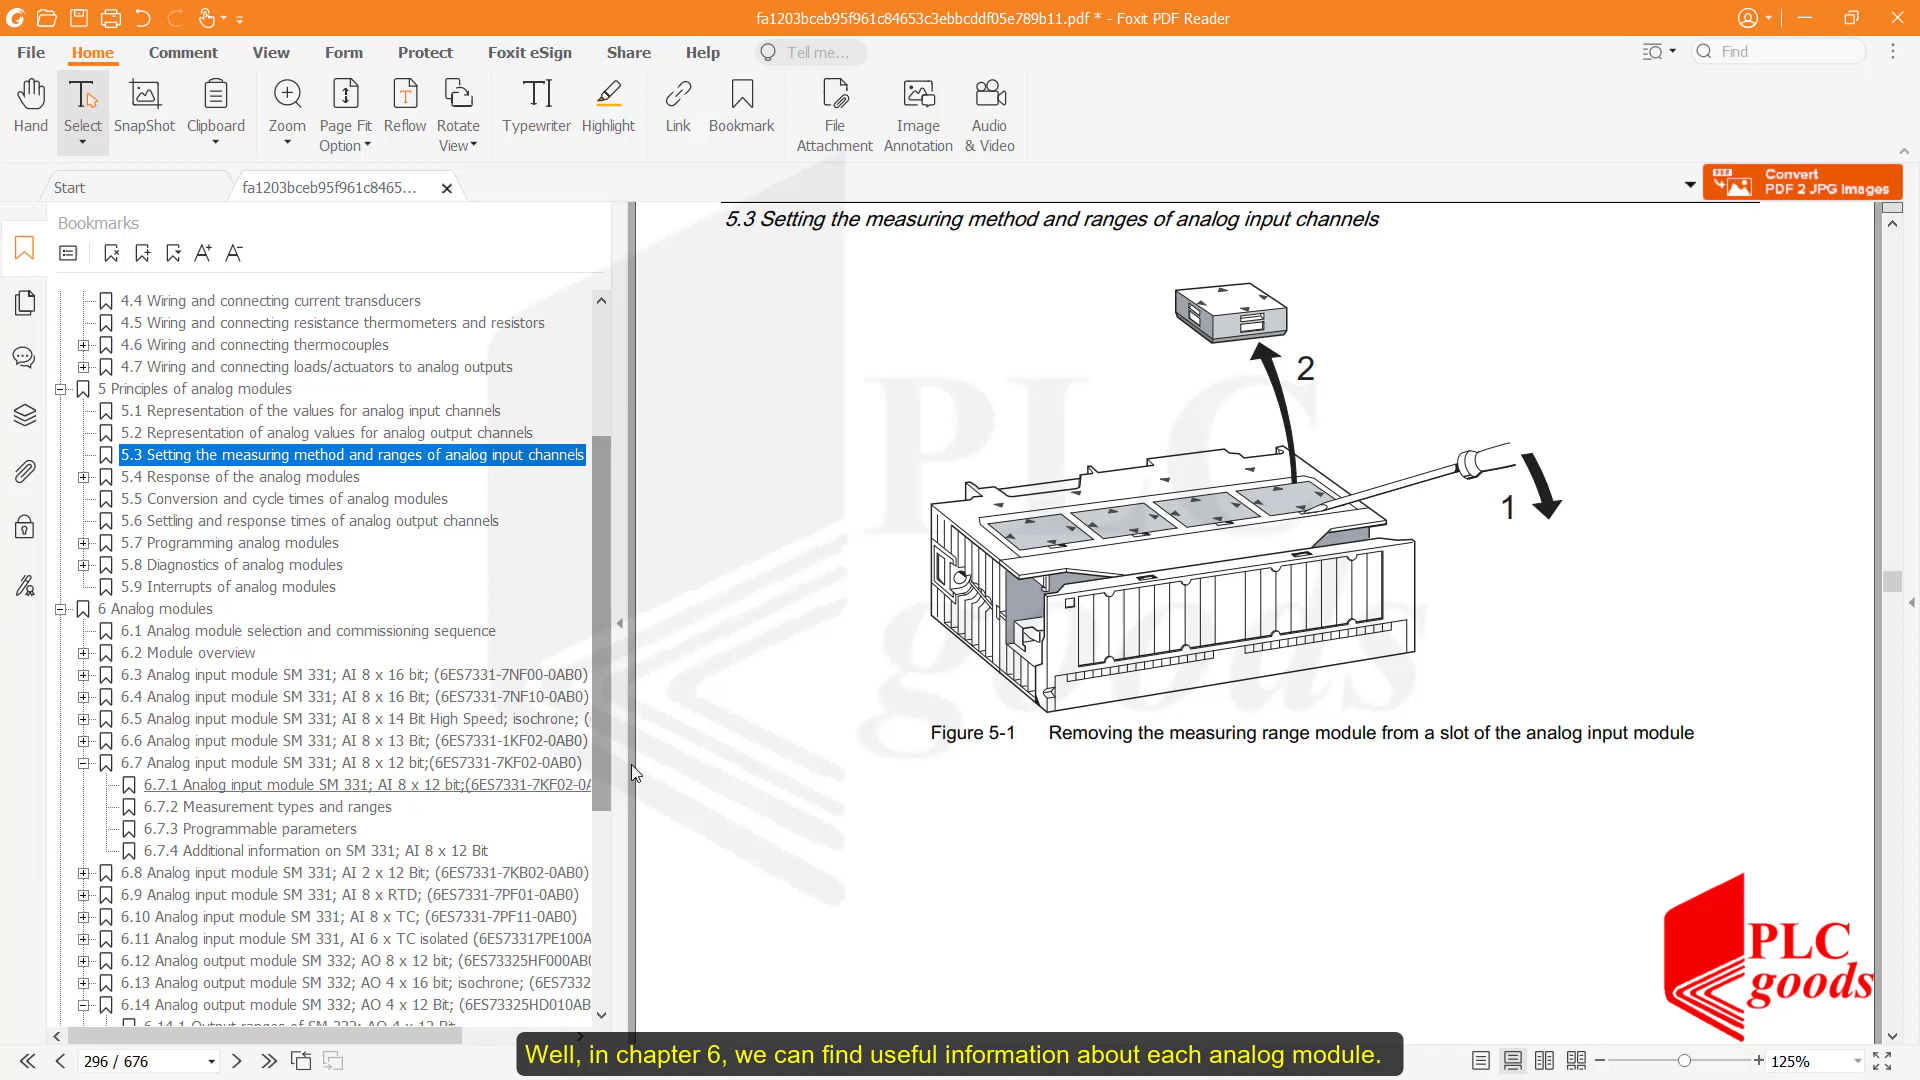 fa1203bceb95f961c84653c3ebbcddf05e789b11.pdf * - Foxit PDF Reader
File
Home
Comment
View
Form
Protect
Foxit eSign
Share
Help
Tell me...
Find
Hand
Select
SnapShot
Clipboard
Zoom
Page Fit
Option
Reflow
Rotate
View
Typewriter
Highlight
Link
Bookmark
File
Attachment
Image
Annotation
Audio
& Video
Start
fa1203bceb95f961c8465...
Convert
PDF 2 JPG Images
Bookmarks
4.4 Wiring and connecting current transducers
4.5 Wiring and connecting resistance thermometers and resistors
4.6 Wiring and connecting thermocouples
4.7 Wiring and connecting loads/actuators to analog outputs
5 Principles of analog modules
5.1 Representation of the values for analog input channels
5.2 Representation of analog values for analog output channels
5.3 Setting the measuring method and ranges of analog input channels
5.4 Response of the analog modules
5.5 Conversion and cycle times of analog modules
5.6 Settling and response times of analog output channels
5.7 Programming analog modules
5.8 Diagnostics of analog modules
5.9 Interrupts of analog modules
6 Analog modules
6.1 Analog module selection and commissioning sequence
6.2 Module overview
6.3 Analog input module SM 331; AI 8 x 16 bit; (6ES7331-7NF00-0AB0)
6.4 Analog input module SM 331; AI 8 x 16 Bit; (6ES7331-7NF10-0AB0)
6.5 Analog input module SM 331; AI 8 x 14 Bit High Speed; isochrone; (
6.6 Analog input module SM 331; AI 8 x 13 Bit; (6ES7331-1KF02-0AB0)
6.7 Analog input module SM 331; AI 8 x 12 bit;(6ES7331-7KF02-0AB0)
6.7.1 Analog input module SM 331; AI 8 x 12 bit;(6ES7331-7KF02-0A
6.7.2 Measurement types and ranges
6.7.3 Programmable parameters
6.7.4 Additional information on SM 331; AI 8 x 12 Bit
6.8 Analog input module SM 331; AI 2 x 12 Bit; (6ES7331-7KB02-0AB0)
6.9 Analog input module SM 331; AI 8 x RTD; (6ES7331-7PF01-0AB0)
6.10 Analog input module SM 331; AI 8 x TC; (6ES7331-7PF11-0AB0)
6.11 Analog input module SM 331, AI 6 x TC isolated (6ES73317PE100A
6.12 Analog output module SM 332; AO 8 x 12 bit; (6ES73325HF000AB
6.13 Analog output module SM 332; AO 4 x 16 bit; isochrone; (6ES7332
6.14 Analog output module SM 332; AO 4 x 12 Bit; (6ES73325HD010AB
5.3 Setting the measuring method and ranges of analog input channels
2
1
Figure 5-1 Removing the measuring range module from a slot of the analog input module
PLC
goods
PLC
goods
Well, in chapter 6, we can find useful information about each analog module.
296 / 676
125%